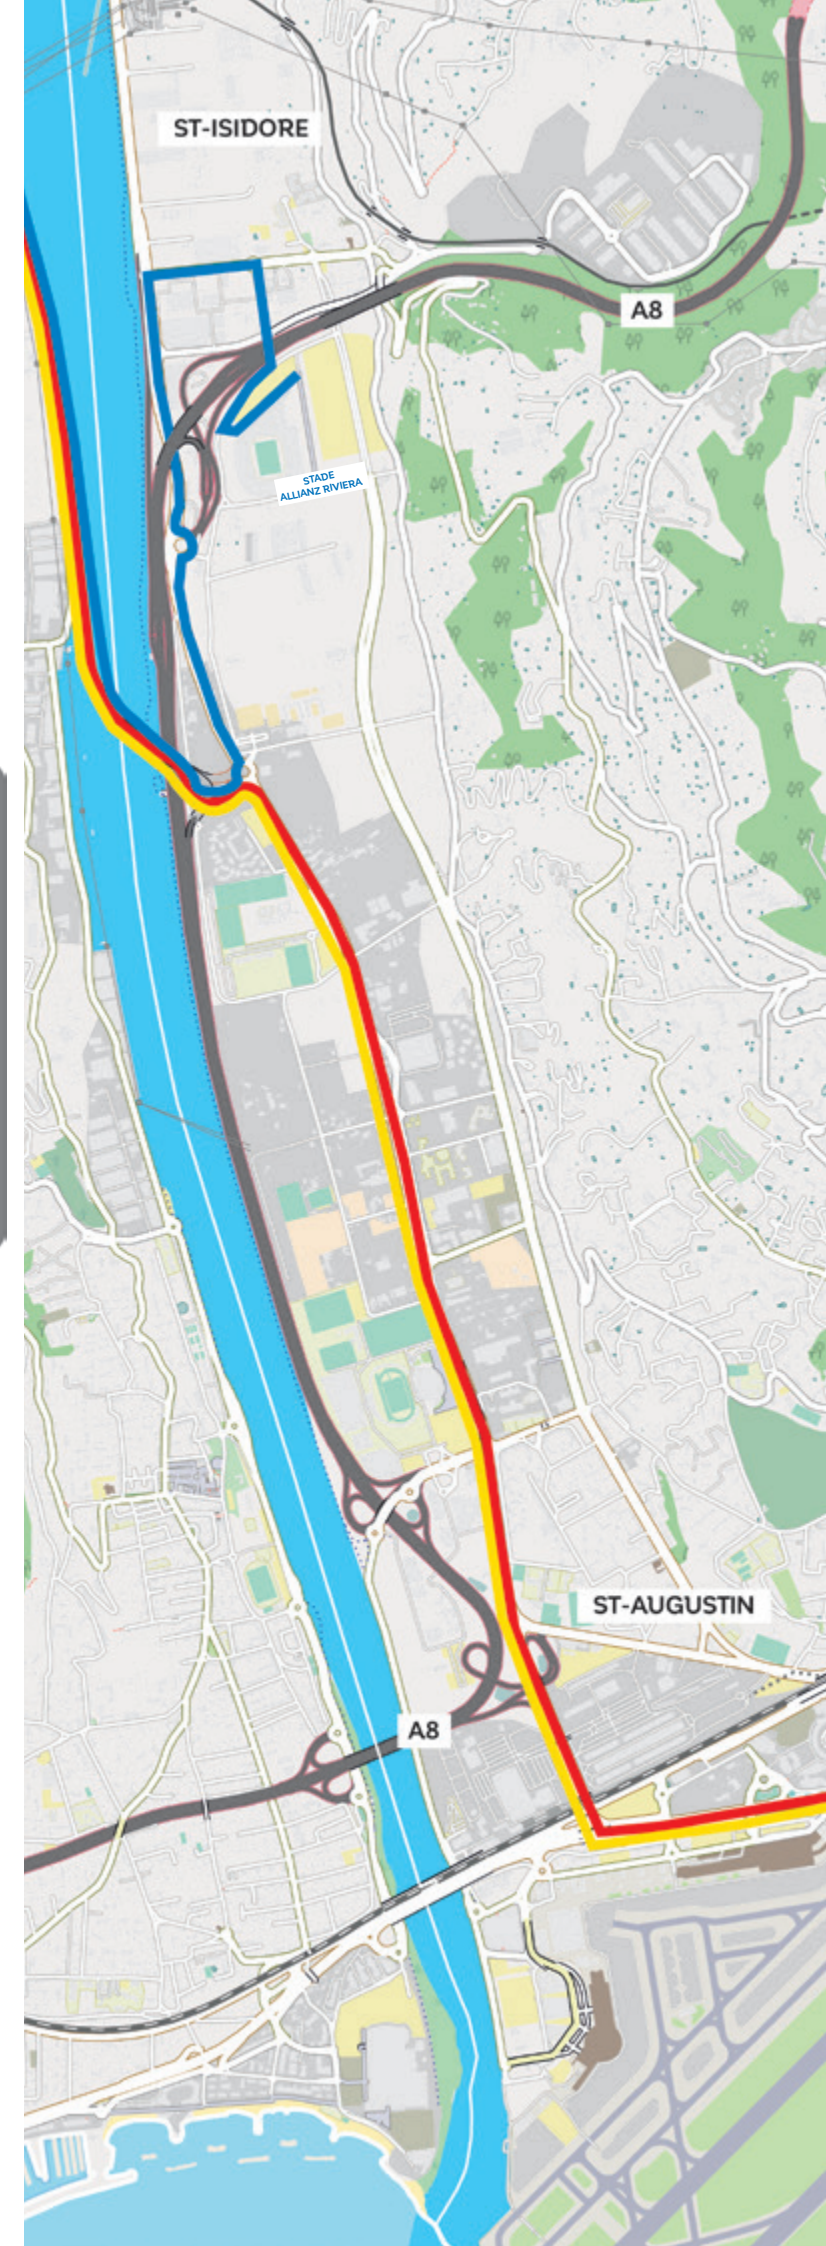 ST-ISIDORE
A8
STADE
ALLIANZ RIVIERA
ST-AUGUSTIN
A8